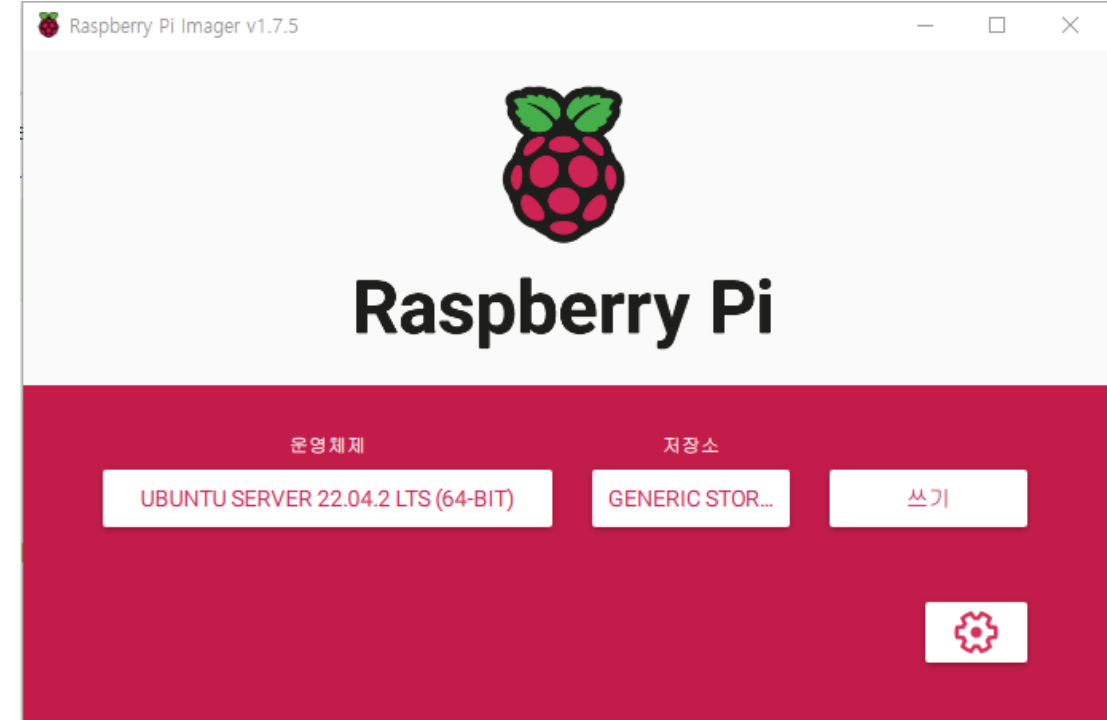 Raspberry Pi Imager v1.7.5
Raspberry Pi
운영체제 저장소
UBUNTU SERVER 22.04.2 LTS (64-BIT) GENERIC STOR... 쓰기